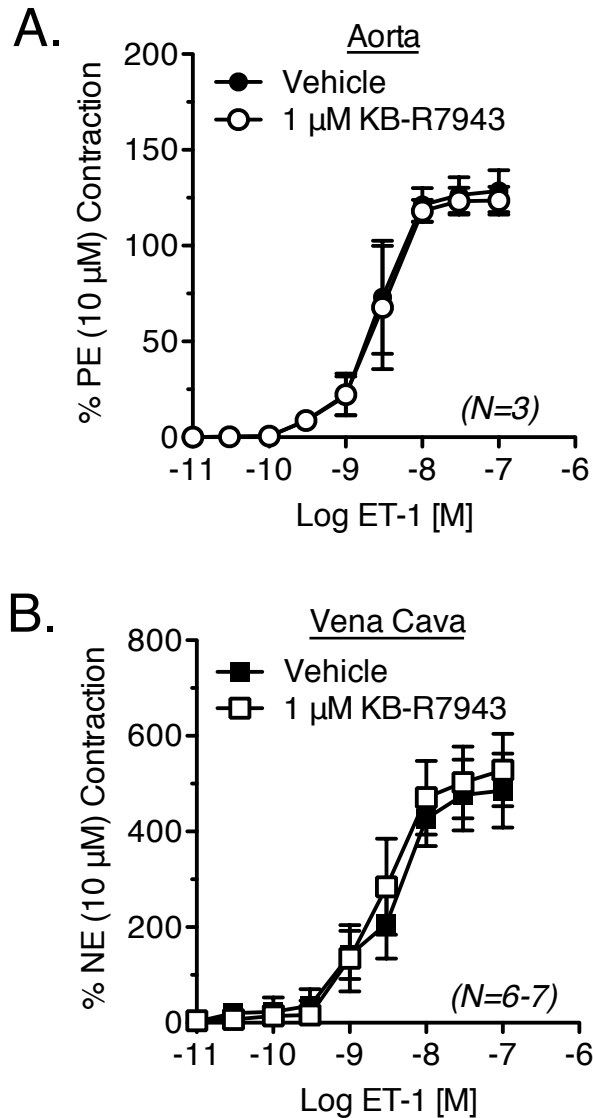 A.
Aorta
Vehicle
1 µM KB-R7943
% PE (10 µM) Contraction
200
150
100
50
0
(N=3)
-11 -10 -9 -8 -7 -6
Log ET-1 [M]
B.
Vena Cava
Vehicle
1 µM KB-R7943
% NE (10 µM) Contraction
800
600
400
200
0
(N=6-7)
-11 -10 -9 -8 -7 -6
Log ET-1 [M]